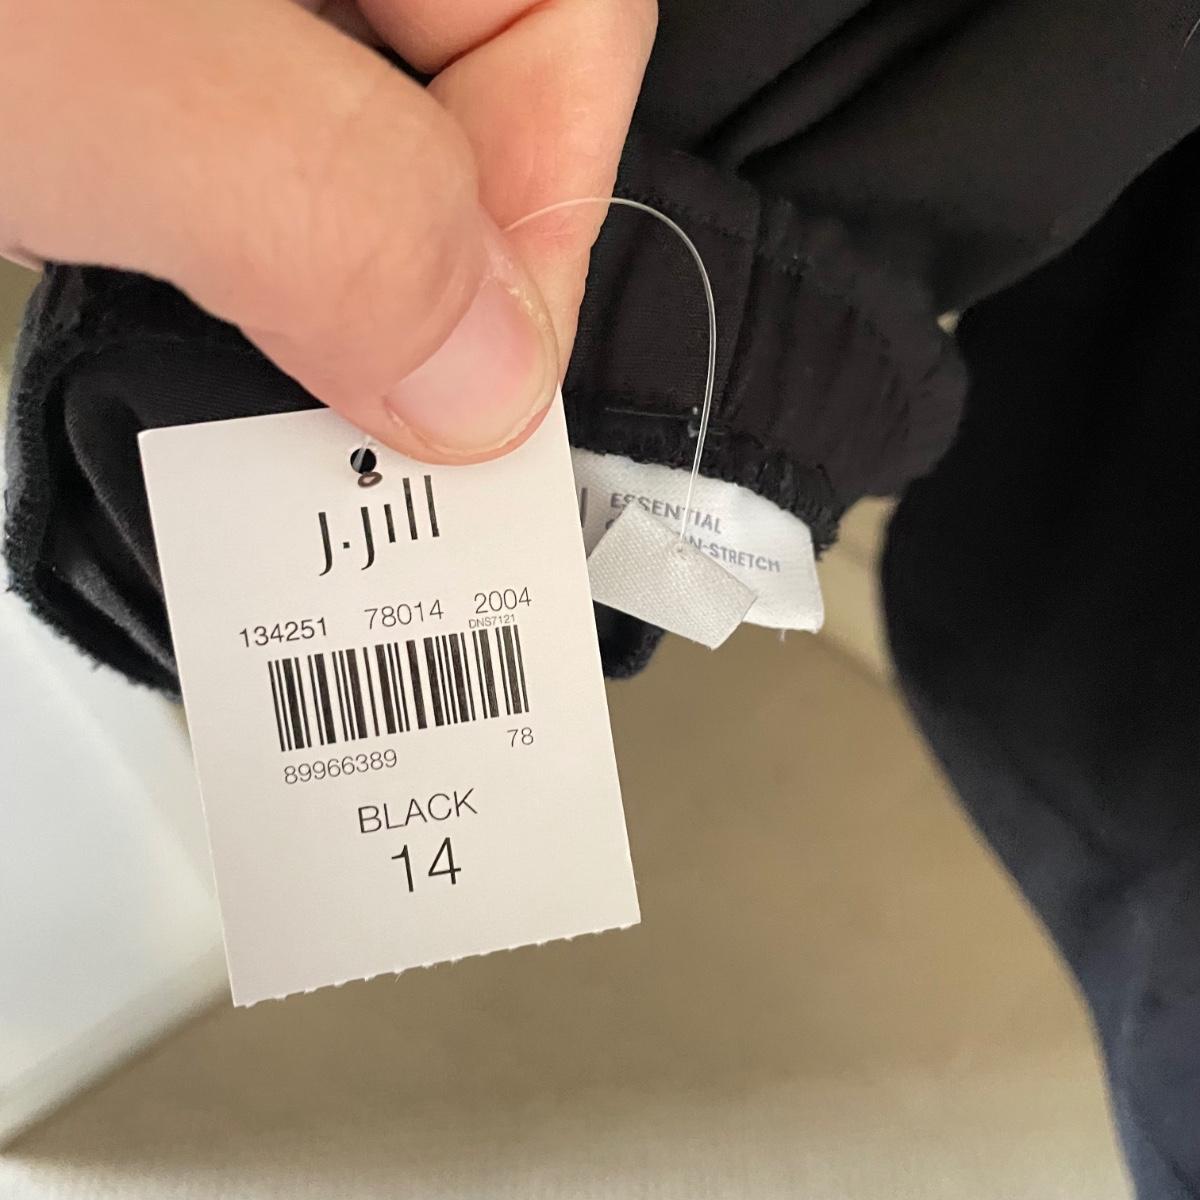 J.Jill
134251 78014 2004
DNS7121
89966389 78
BLACK
14
ESSENTIAL